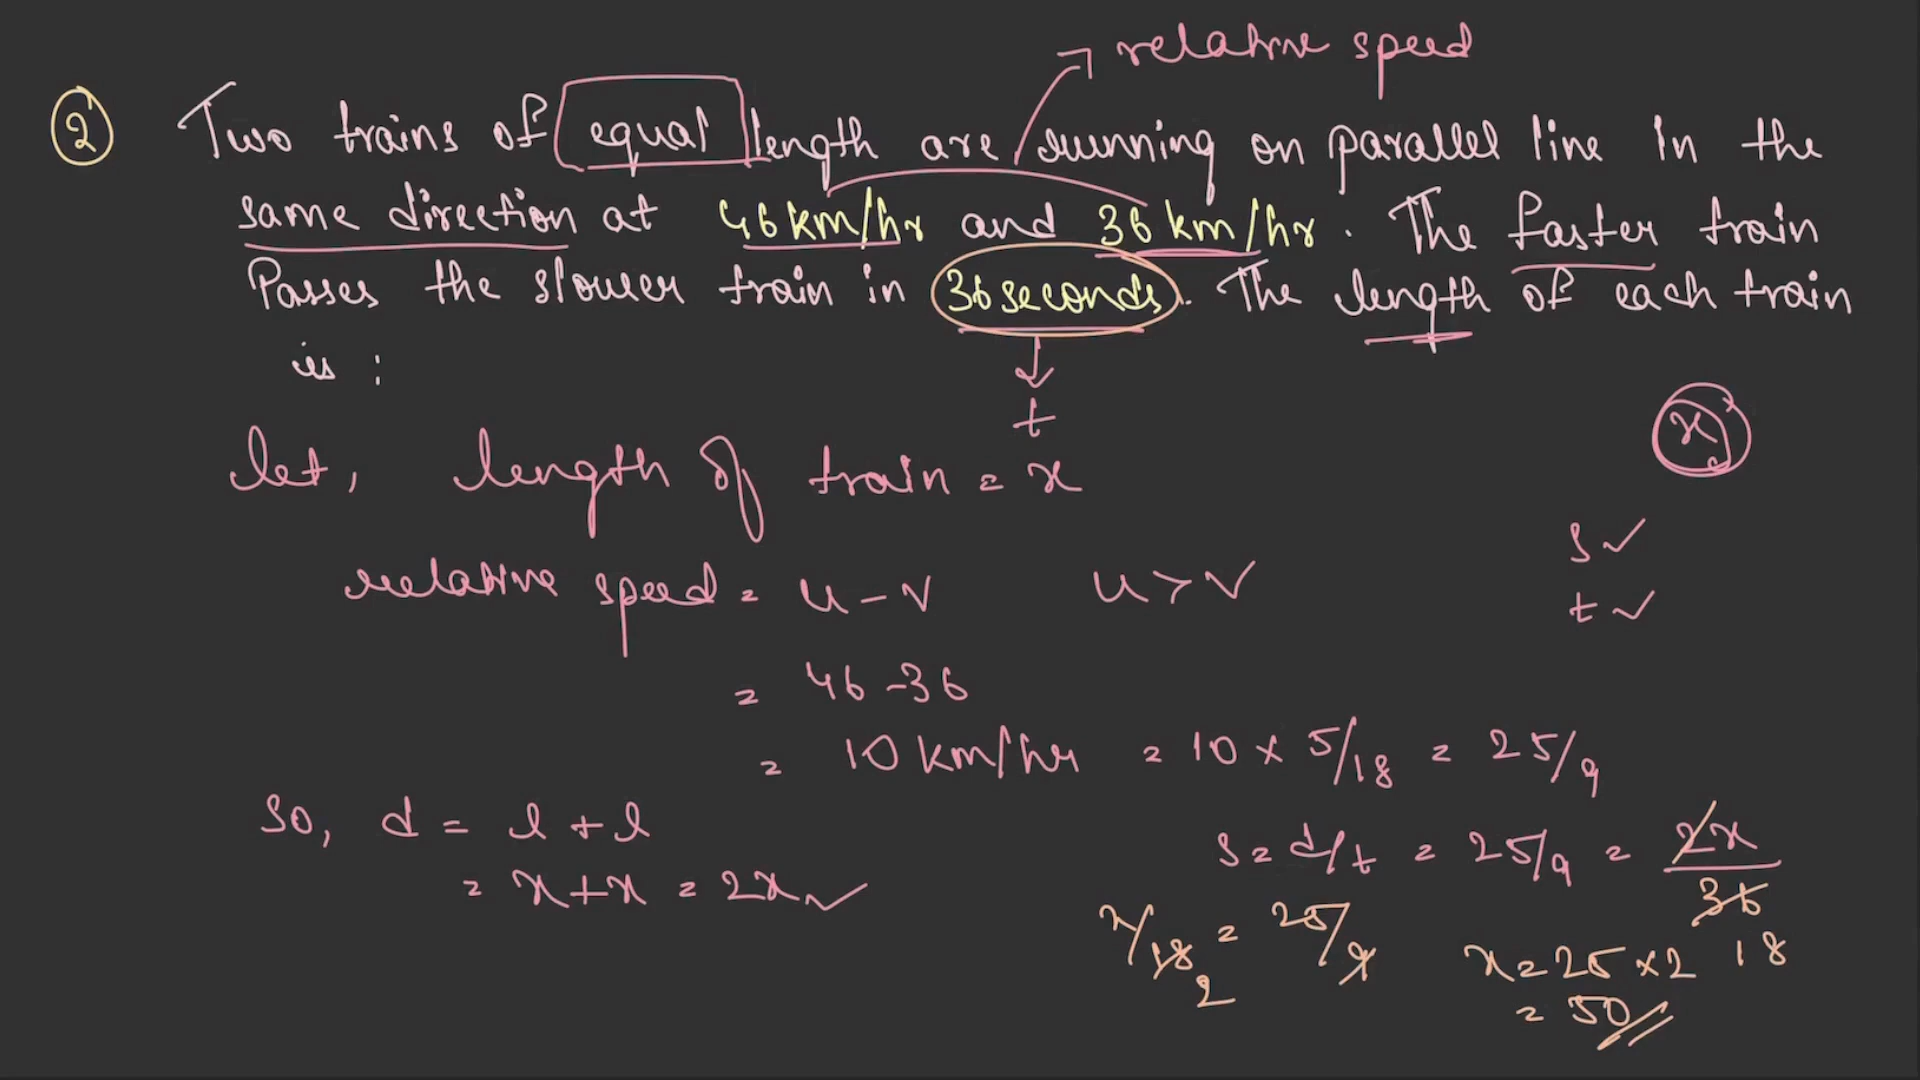 → relative speed
② Two trains of equal length are running on parallel line in the
same direction at 46 km/hr and 36 km/hr. The faster train
Passes the slower train in 36 seconds. The length of each train
is :
↓
t
x
let, length of train = x
s ✓
relative speed = u - v u > v
t ✓
= 46 - 36
= 10 km/hr = 10 × 5/18 = 25/9
So, d = l + l
s = d/t = 25/9 = 2x/36
= x + x = 2x ✓
18
x/18 = 25/9
2
x = 25 × 2
= 50